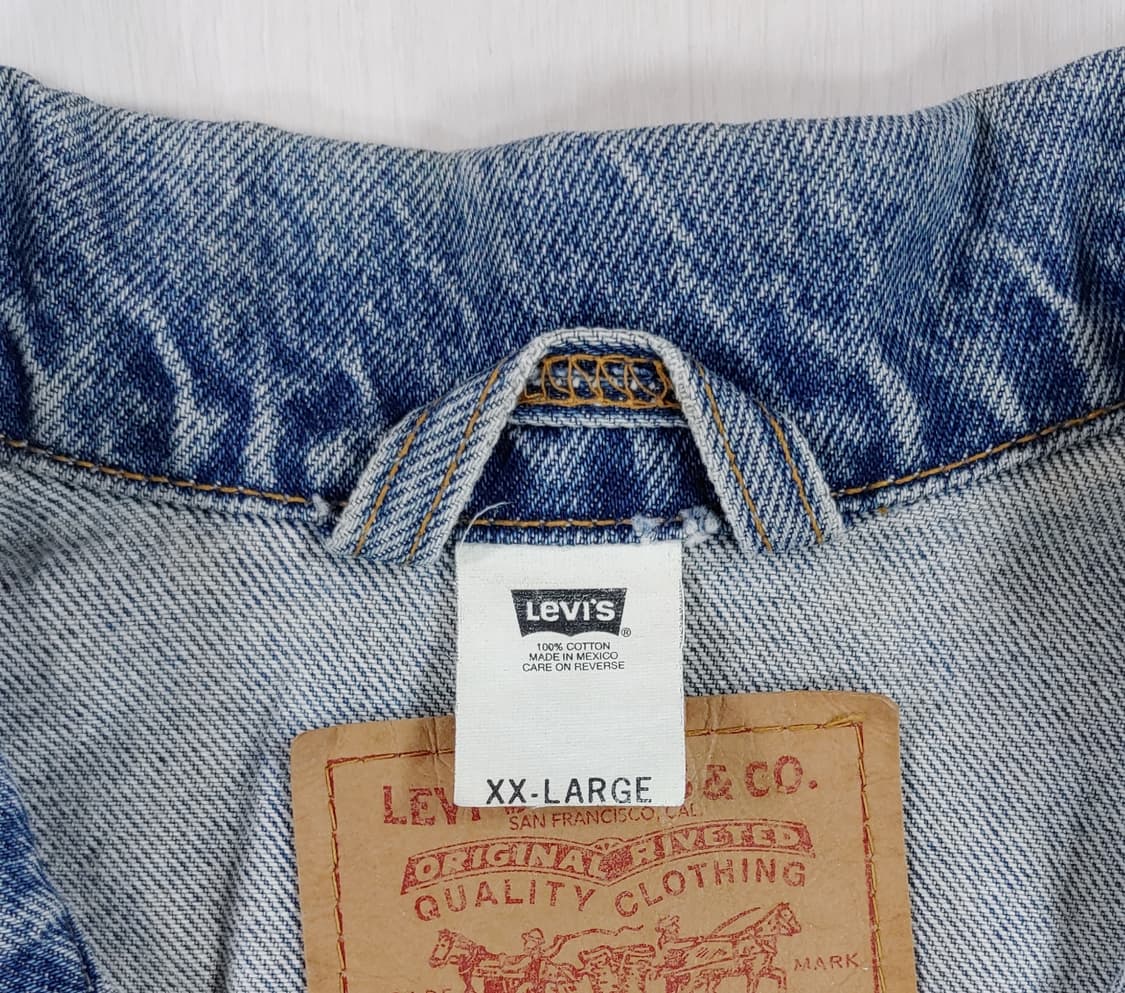 LEVI'S
®
100% COTTON
MADE IN MEXICO
CARE ON REVERSE
XX-LARGE
LEVI & CO.
SAN FRANCISCO, CAL.
ORIGINAL RIVETED
QUALITY CLOTHING
MARK